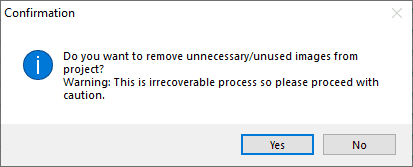 Confirmation
Do you want to remove unnecessary/unused images from
project?
Warning: This is irrecoverable process so please proceed with
caution.
Yes No